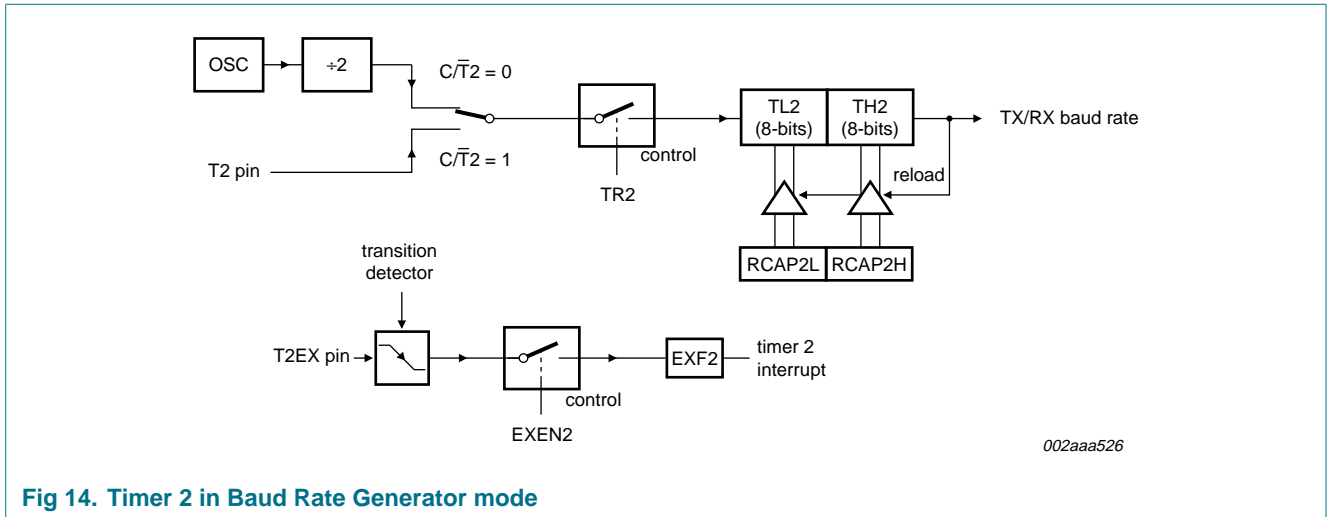 OSC
÷2
C/T̅2 = 0
C/T̅2 = 1
T2 pin
control
TR2
TL2
(8-bits)
TH2
(8-bits)
TX/RX baud rate
reload
RCAP2L
RCAP2H
transition
detector
T2EX pin
control
EXEN2
EXF2
timer 2
interrupt
002aaa526
Fig 14. Timer 2 in Baud Rate Generator mode